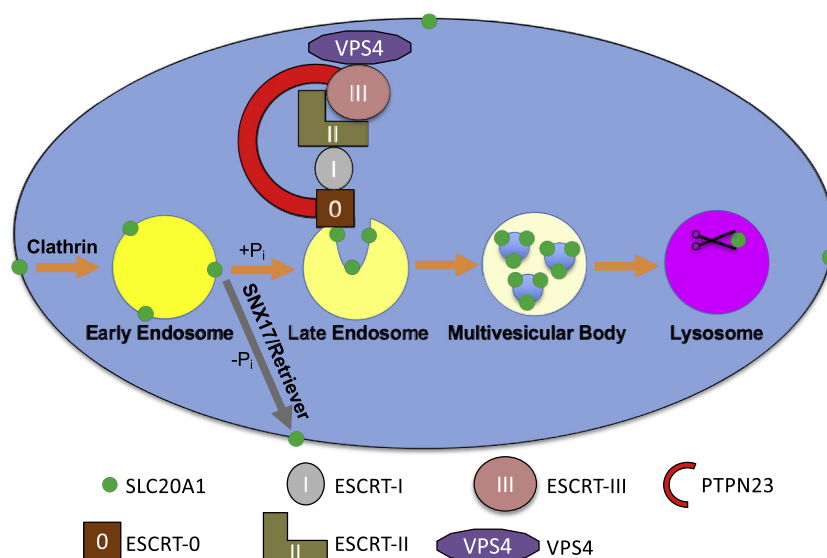 VPS4
III
II
I
0
Clathrin
+Pi
SNX17/Retriever
-Pi
Early Endosome
Late Endosome
Multivesicular Body
Lysosome
SLC20A1
I
ESCRT-I
III
ESCRT-III
PTPN23
0
ESCRT-0
II
ESCRT-II
VPS4
VPS4